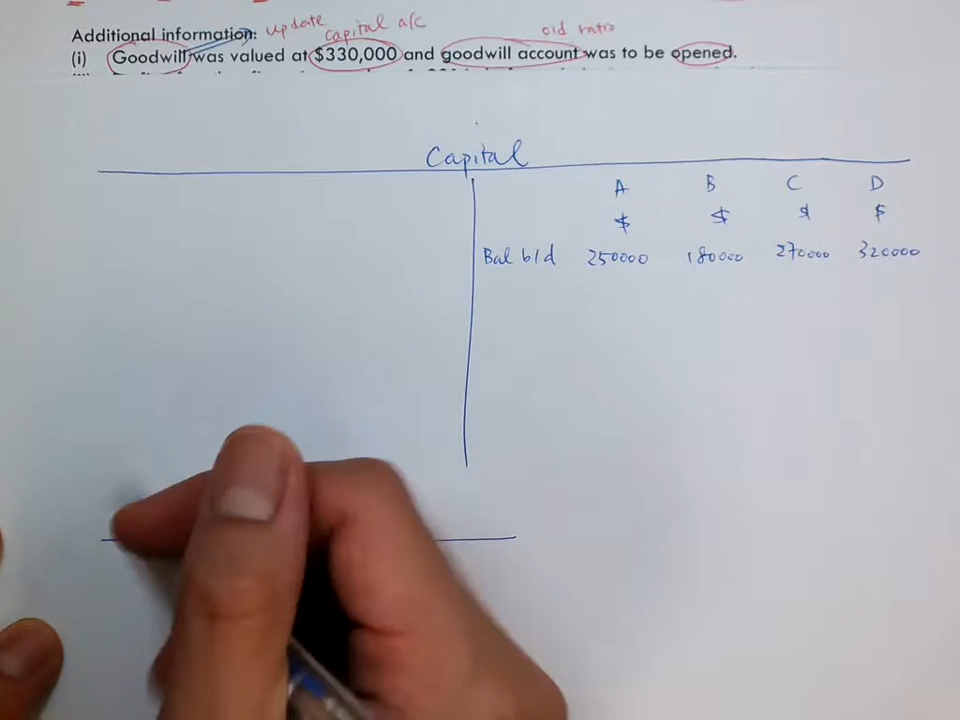 update capital a/c old ratio
Additional information:
(i) Goodwill was valued at $330,000 and goodwill account was to be opened.
Capital
A B C D
$ $ $ $
Bal b/d 250000 180000 270000 320000